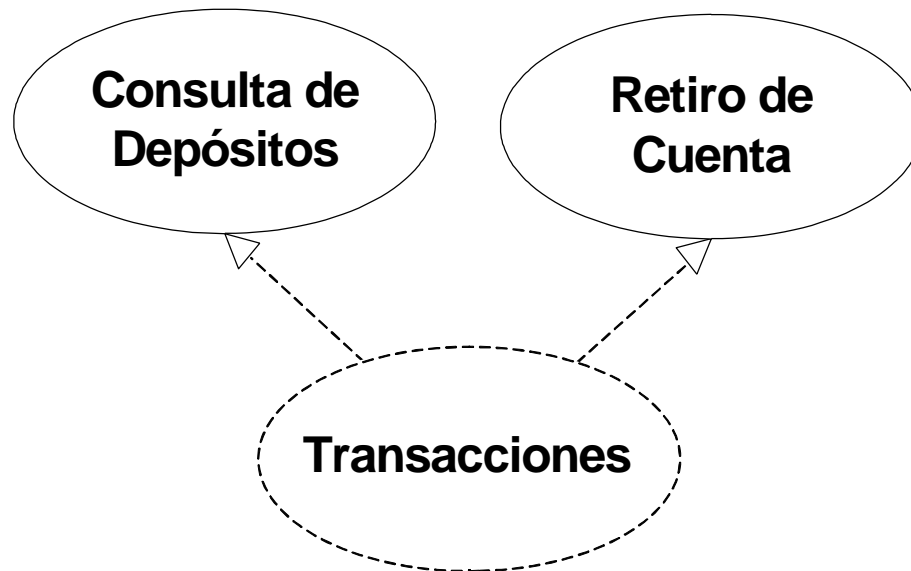 Consulta de
Depósitos
Retiro de
Cuenta
Transacciones